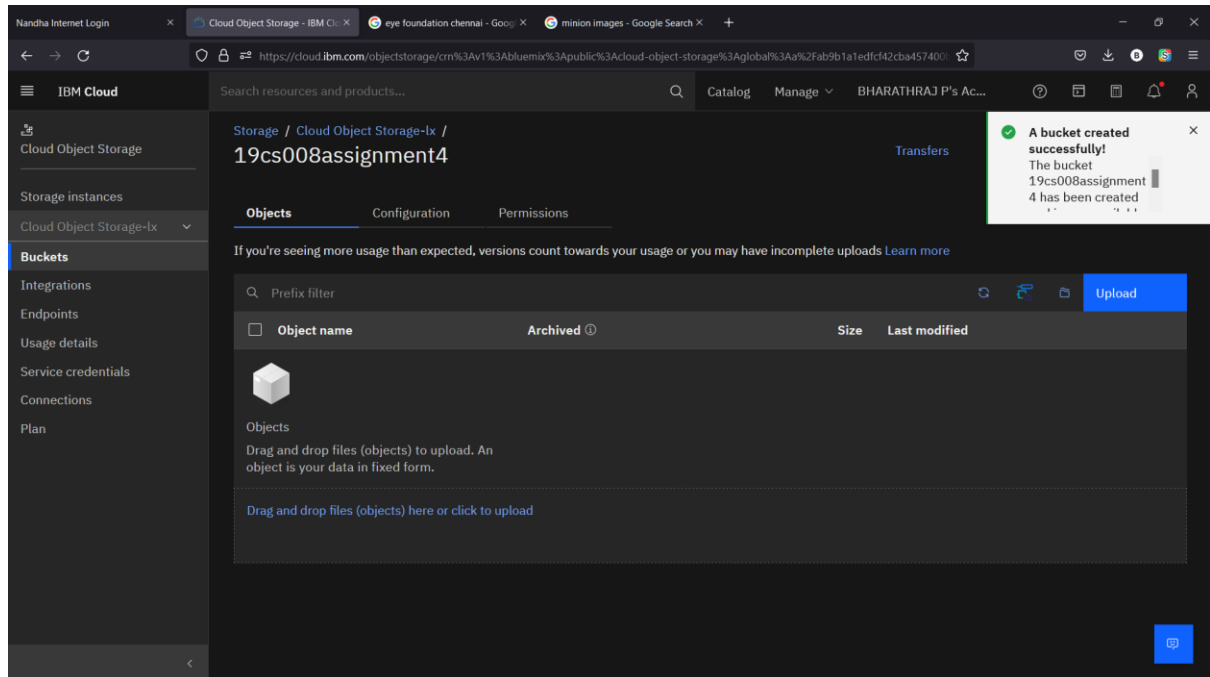 Nandha Internet Login
Cloud Object Storage - IBM Clo
eye foundation chennai - Goog
minion images - Google Search
https://cloud.ibm.com/objectstorage/crn%3Av1%3Abluemix%3Apublic%3Acloud-object-storage%3Aglobal%3Aa%2Fab9b1a1edfcf42cba457400
B
S
IBM Cloud
Search resources and products...
Catalog
Manage
BHARATHRAJ P's Ac...
Cloud Object Storage
Storage instances
Cloud Object Storage-lx
Buckets
Integrations
Endpoints
Usage details
Service credentials
Connections
Plan
Storage / Cloud Object Storage-lx /
19cs008assignment4
Transfers
A bucket created
successfully!
The bucket
19cs008assignment
4 has been created
Objects
Configuration
Permissions
If you're seeing more usage than expected, versions count towards your usage or you may have incomplete uploads Learn more
Prefix filter
Upload
Object name
Archived
Size
Last modified
Objects
Drag and drop files (objects) to upload. An
object is your data in fixed form.
Drag and drop files (objects) here or click to upload